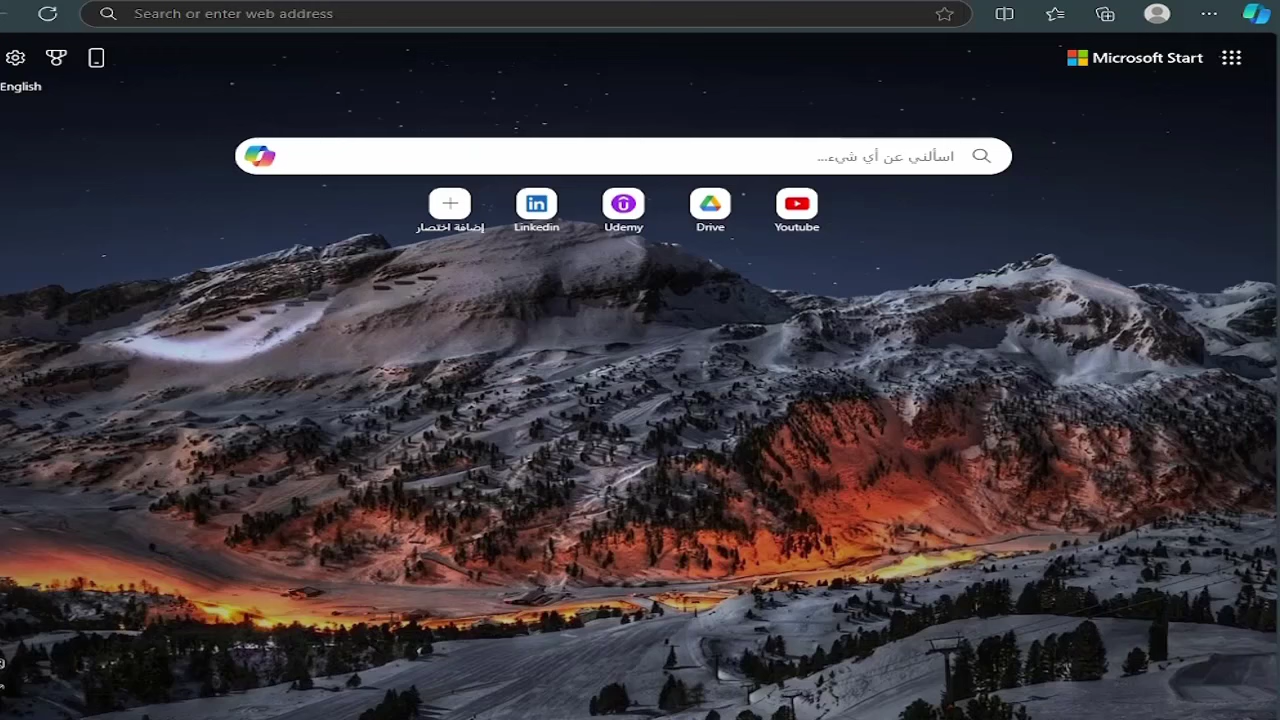 Search or enter web address
Microsoft Start
English
اسألني عن أي شيء...
إضافة اختصار
Linkedin
Udemy
Drive
Youtube